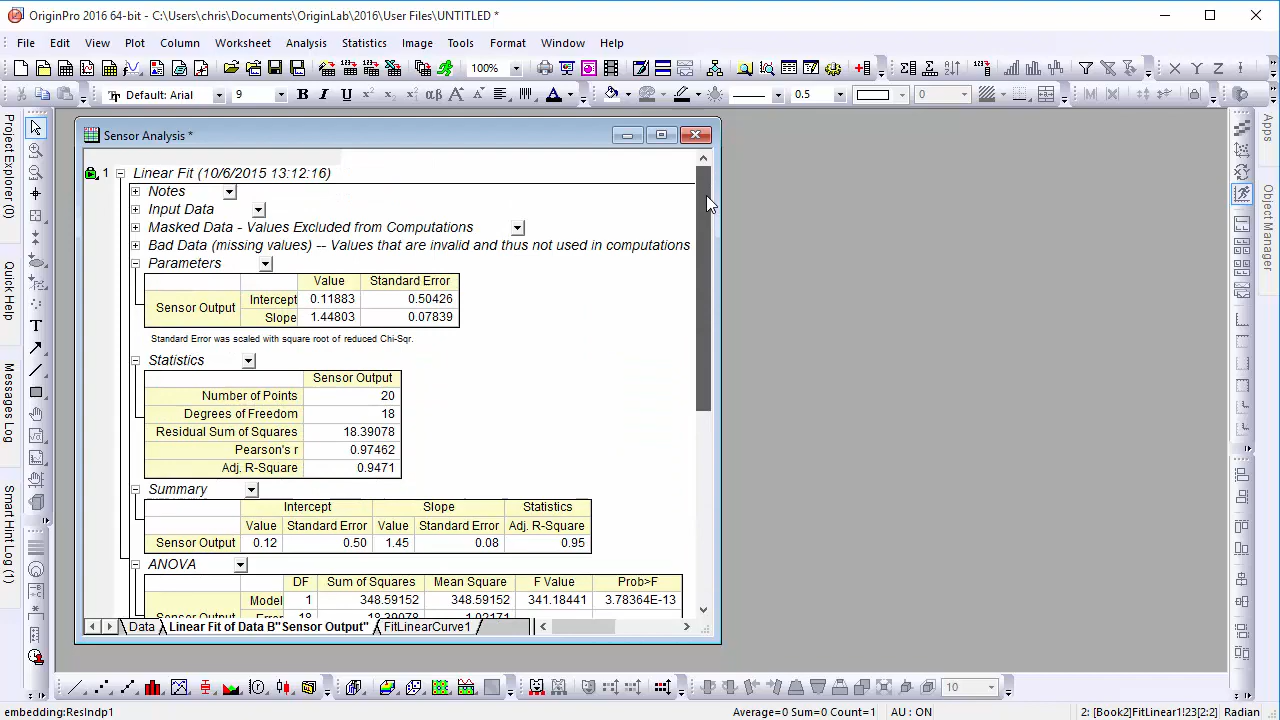 OriginPro 2016 64-bit - C:\Users\chris\Documents\OriginLab\2016\User Files\UNTITLED *
File Edit View Plot Column Worksheet Analysis Statistics Image Tools Format Window Help
100%
Default: Arial 9 B I U αβ A A A 0.5 0
Project Explorer (0)
Quick Help
Messages Log
Smart Hint Log (1)
Apps
Object Manager
Sensor Analysis *
1 Linear Fit (10/6/2015 13:12:16)
Notes
Input Data
Masked Data - Values Excluded from Computations
Bad Data (missing values) -- Values that are invalid and thus not used in computations
Parameters
Value Standard Error
Sensor Output Intercept 0.11883 0.50426
Slope 1.44803 0.07839
Standard Error was scaled with square root of reduced Chi-Sqr.
Statistics
Sensor Output
Number of Points 20
Degrees of Freedom 18
Residual Sum of Squares 18.39078
Pearson's r 0.97462
Adj. R-Square 0.9471
Summary
Intercept Slope Statistics
Value Standard Error Value Standard Error Adj. R-Square
Sensor Output 0.12 0.50 1.45 0.08 0.95
ANOVA
DF Sum of Squares Mean Square F Value Prob>F
Model 1 348.59152 348.59152 341.18441 3.78364E-13
Sensor Output Error 18 18.39078 1.02171
Data Linear Fit of Data B"Sensor Output" FitLinearCurve1
10
embedding:ResIndp1 Average=0 Sum=0 Count=1 AU : ON 2: [Book2]FitLinear1!23[2:2] Radian